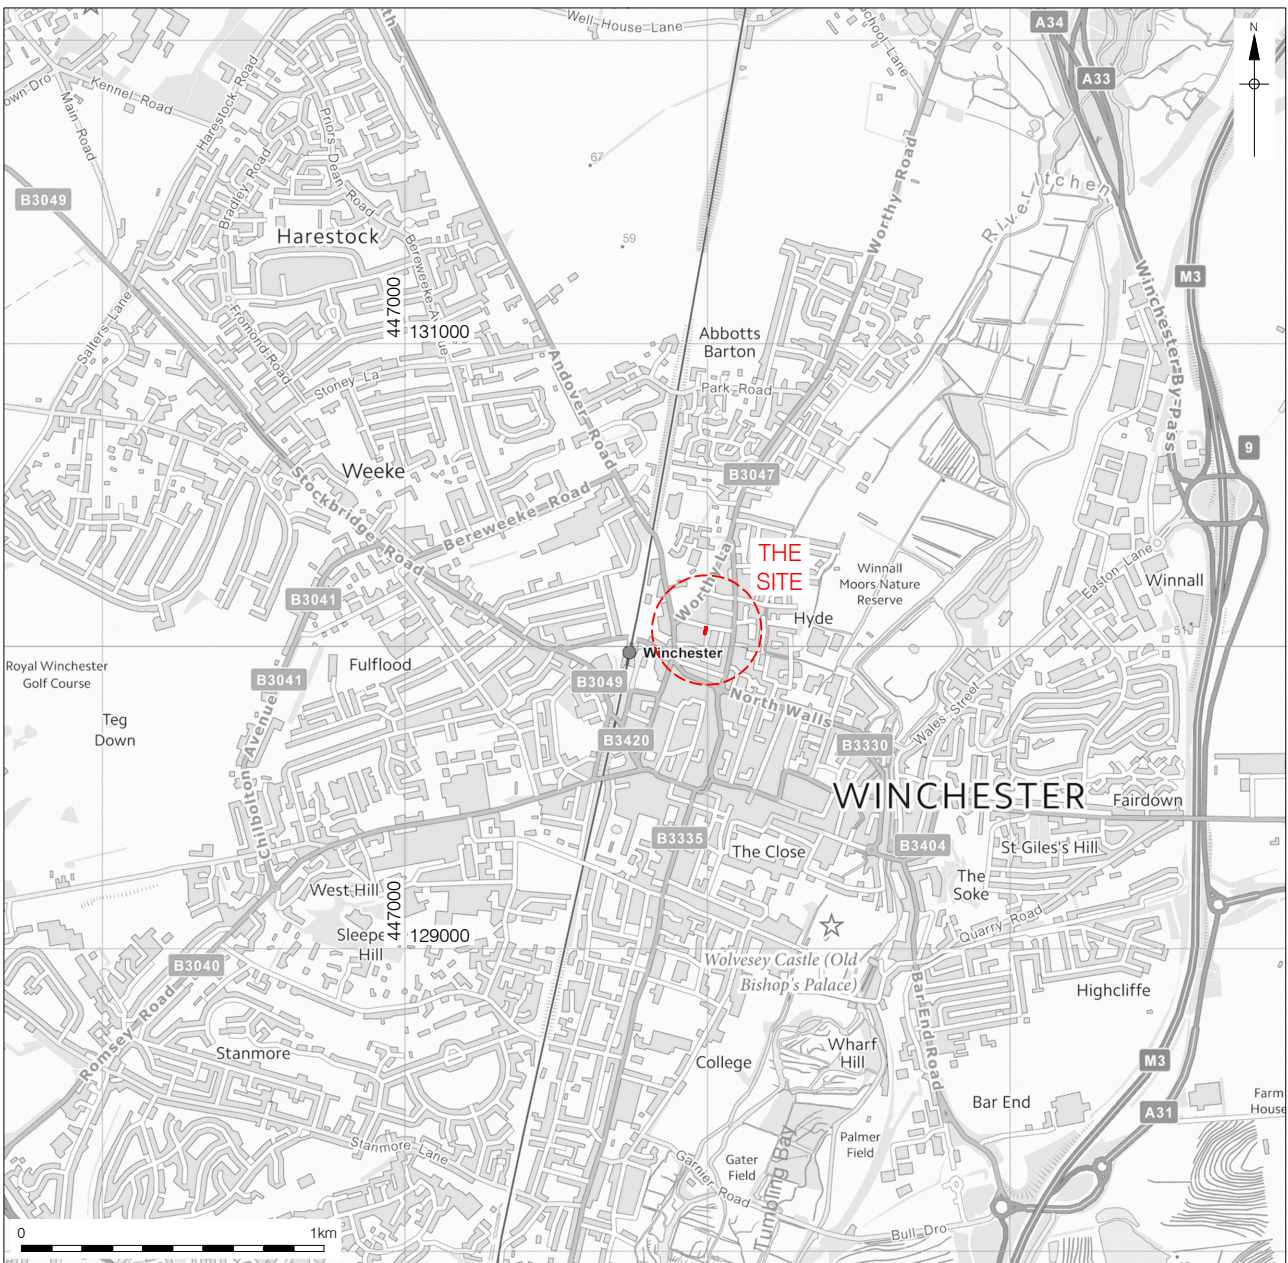 Well House Lane
A34
N
School Lane
A33
Kennel Road
Harestock Road
Main Road
Priors Dean Road
67
Worthy Road
River Itchen
Bradley Road
B3049
Harestock
59
M3
Winchester By-Pass
447000
131000
Salters Lane
Fromond Road
Abbotts
Barton
Andover Road
Stoney La
Park Road
9
Weeke
B3047
Stockbridge Road
Bereweeke Road
THE
SITE
Worthy La
Winnall
Moors Nature
Reserve
Easton Lane
Winnall
B3041
Hyde
Royal Winchester
Golf Course
Fulflood
Winchester
B3041
B3049
North Walls
Wales Street
Teg
Down
B3420
B3330
Chilbolton Avenue
WINCHESTER
Fairdown
B3335
The Close
B3404
St Giles's Hill
West Hill
The
Soke
447000
129000
Sleepe
Hill
Quarry Road
B3040
Wolvesey Castle (Old
Bishop's Palace)
Highcliffe
Romsey Road
Bar End Road
Stanmore
College
Wharf
Hill
M3
Bar End
A31
Farm
House
Stanmore Lane
Palmer
Field
Gater
Field
Garnier Road
Tumbling Bay
Bull Dro
0
1km